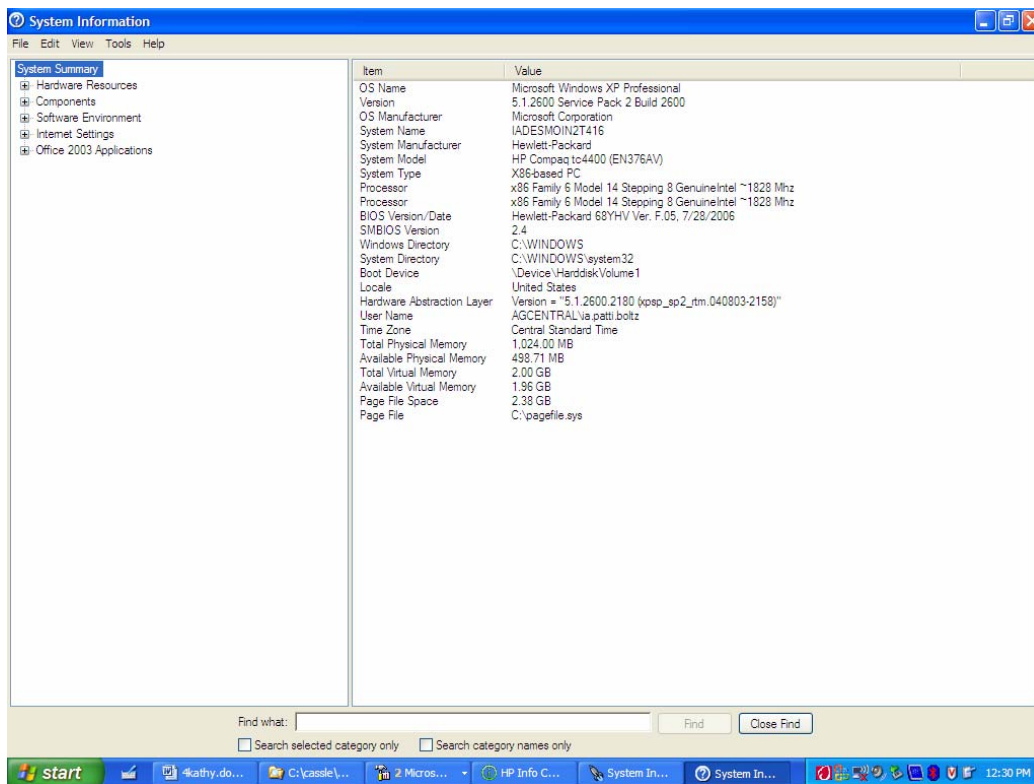 System Information
File Edit View Tools Help
System Summary
Hardware Resources
Components
Software Environment
Internet Settings
Office 2003 Applications
Item Value
OS Name Microsoft Windows XP Professional
Version 5.1.2600 Service Pack 2 Build 2600
OS Manufacturer Microsoft Corporation
System Name IADESMOIN2T416
System Manufacturer Hewlett-Packard
System Model HP Compaq tc4400 (EN376AV)
System Type X86-based PC
Processor x86 Family 6 Model 14 Stepping 8 GenuineIntel ~1828 Mhz
Processor x86 Family 6 Model 14 Stepping 8 GenuineIntel ~1828 Mhz
BIOS Version/Date Hewlett-Packard 68YHV Ver. F.05, 7/28/2006
SMBIOS Version 2.4
Windows Directory C:\WINDOWS
System Directory C:\WINDOWS\system32
Boot Device \Device\HarddiskVolume1
Locale United States
Hardware Abstraction Layer Version = "5.1.2600.2180 (xpsp_sp2_rtm.040803-2158)"
User Name AGCENTRAL\ia.patti.boltz
Time Zone Central Standard Time
Total Physical Memory 1,024.00 MB
Available Physical Memory 498.71 MB
Total Virtual Memory 2.00 GB
Available Virtual Memory 1.96 GB
Page File Space 2.38 GB
Page File C:\pagefile.sys
Find what: Find Close Find
Search selected category only Search category names only
start 4kathy.do... C:\cassle\... 2 Micros... HP Info C... System In... System In... 12:30 PM